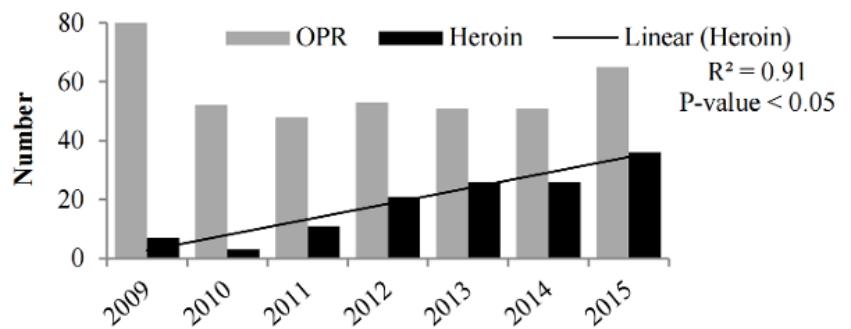 80
OPR Heroin Linear (Heroin)
R² = 0.91
P-value < 0.05
60
40
20
0
Number
2009 2010 2011 2012 2013 2014 2015